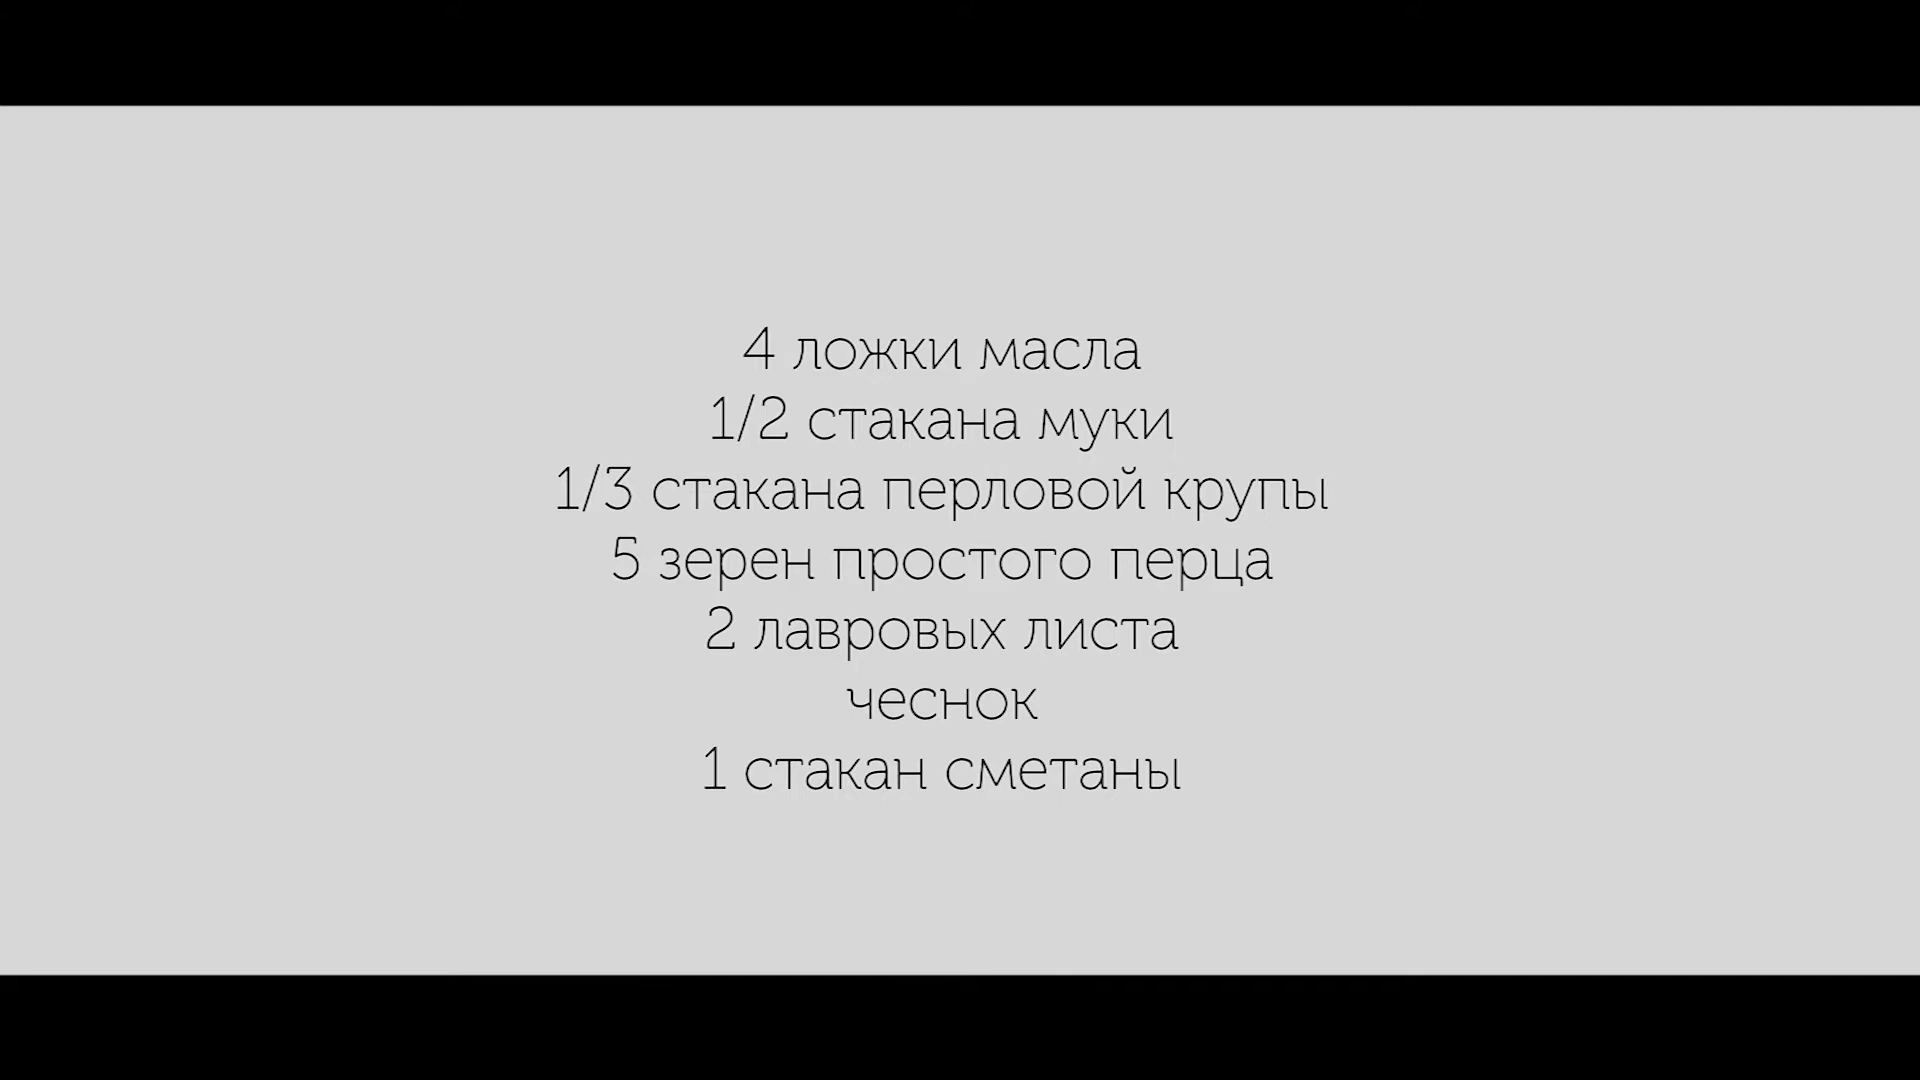 4 ложки масла
1/2 стакана муки
1/3 стакана перловой крупы
5 зерен простого перца
2 лавровых листа
чеснок
1 стакан сметаны